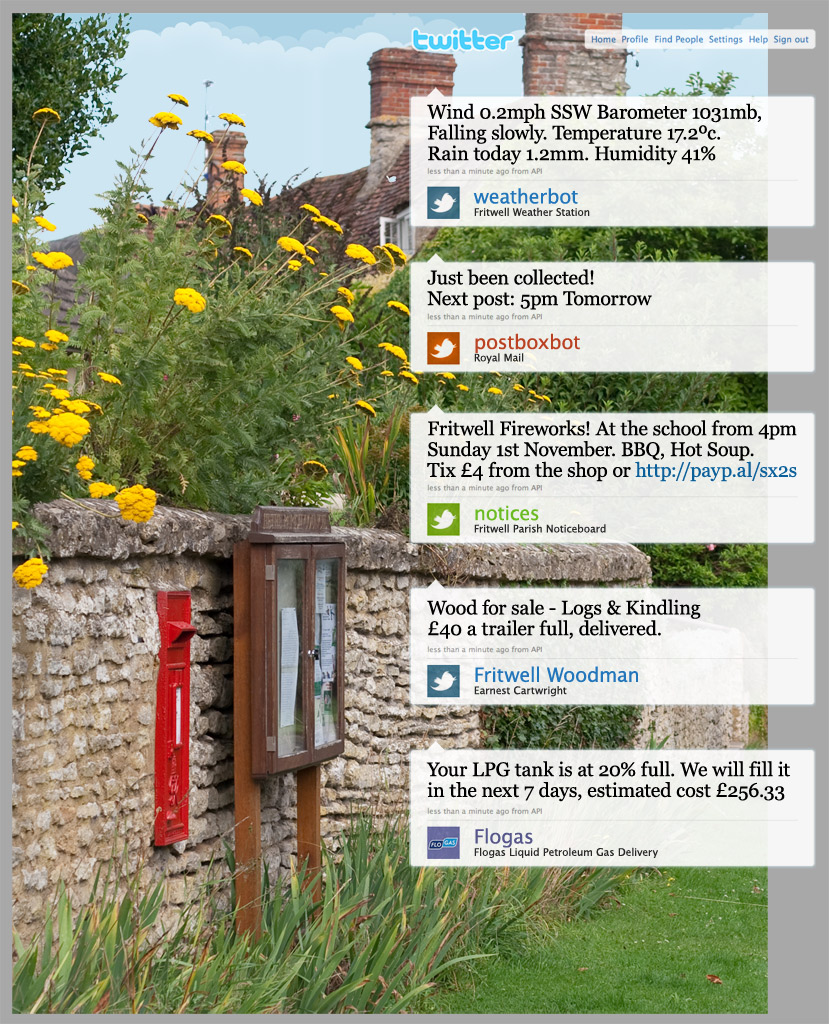 twitter
Home Profile Find People Settings Help Sign out
Wind 0.2mph SSW Barometer 1031mb,
Falling slowly. Temperature 17.2ºc.
Rain today 1.2mm. Humidity 41%
less than a minute ago from API
weatherbot
Fritwell Weather Station
Just been collected!
Next post: 5pm Tomorrow
less than a minute ago from API
postboxbot
Royal Mail
Fritwell Fireworks! At the school from 4pm
Sunday 1st November. BBQ, Hot Soup.
Tix £4 from the shop or http://payp.al/sx2s
less than a minute ago from API
notices
Fritwell Parish Noticeboard
Wood for sale - Logs & Kindling
£40 a trailer full, delivered.
less than a minute ago from API
Fritwell Woodman
Earnest Cartwright
Your LPG tank is at 20% full. We will fill it
in the next 7 days, estimated cost £256.33
less than a minute ago from API
FLO GAS
Flogas
Flogas Liquid Petroleum Gas Delivery